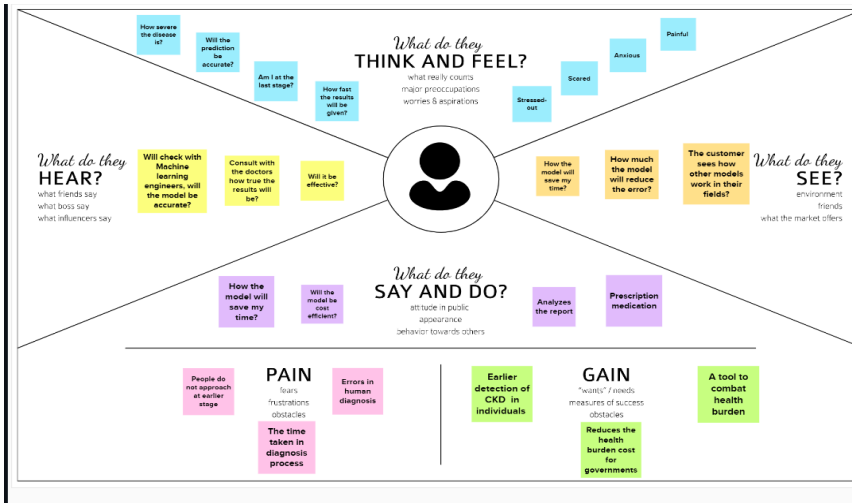 How severe
the disease
is?
Will the
prediction
be
accurate?
Am I at the
last stage?
How fast
the results
will be
given?
What do they
THINK AND FEEL?
what really counts
major preoccupations
worries & aspirations
Stressed-
out
Scared
Anxious
Painful
What do they
HEAR?
what friends say
what boss say
what influencers say
Will check with
Machine
learning
engineers, will
the model be
accurate?
Consult with
the doctors
how true the
results will
be?
Will it be
effective?
How the
model will
save my
time?
How much
the model
will reduce
the error?
The customer
sees how
other models
work in their
fields?
What do they
SEE?
environment
friends
what the market offers
How the
model will
save my
time?
Will the
model be
cost
efficient?
What do they
SAY AND DO?
attitude in public
appearance
behavior towards others
Analyzes
the report
Prescription
medication
People do
not approach
at earlier
stage
PAIN
fears
frustrations
obstacles
Errors in
human
diagnosis
The time
taken in
diagnosis
process
Earlier
detection of
CKD in
individuals
GAIN
"wants" / needs
measures of success
obstacles
Reduces the
health
burden cost
for
governments
A tool to
combat
health
burden